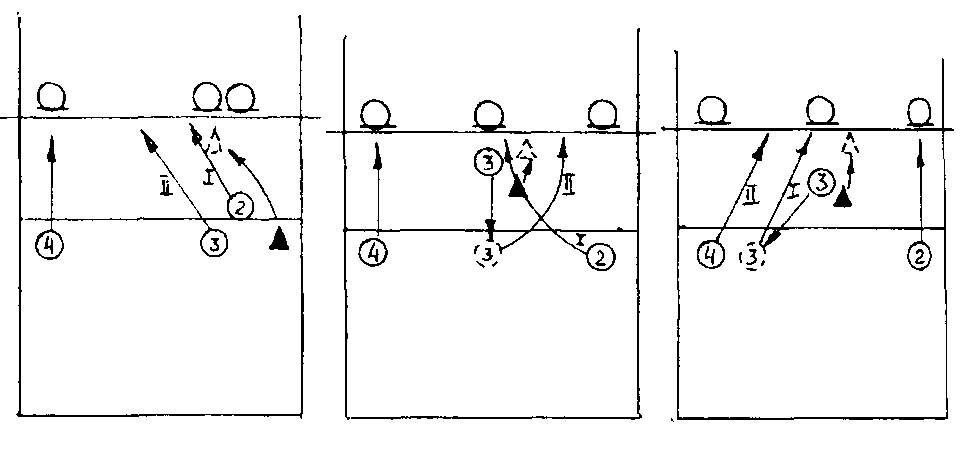 II I 2
4 3
3 II
4 3 I 2
II I 3
4 3 2